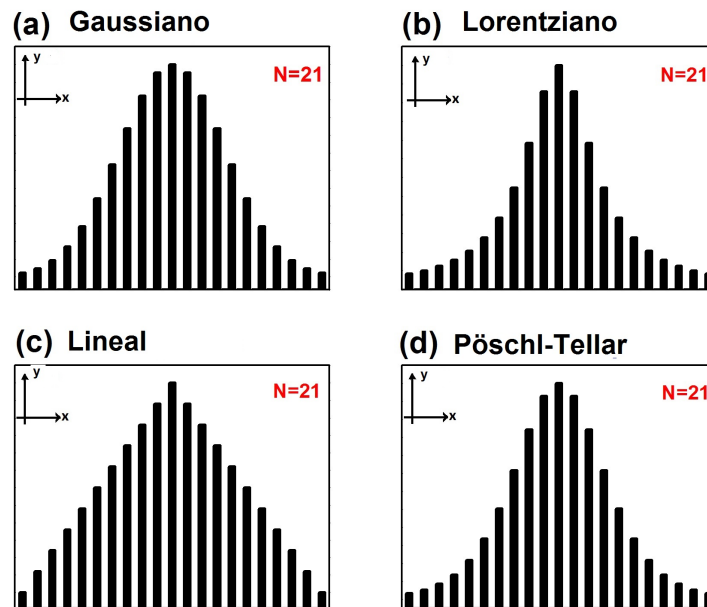 (a) Gaussiano
y
x
N=21
(b) Lorentziano
y
x
N=21
(c) Lineal
y
x
N=21
(d) Pöschl-Tellar
y
x
N=21